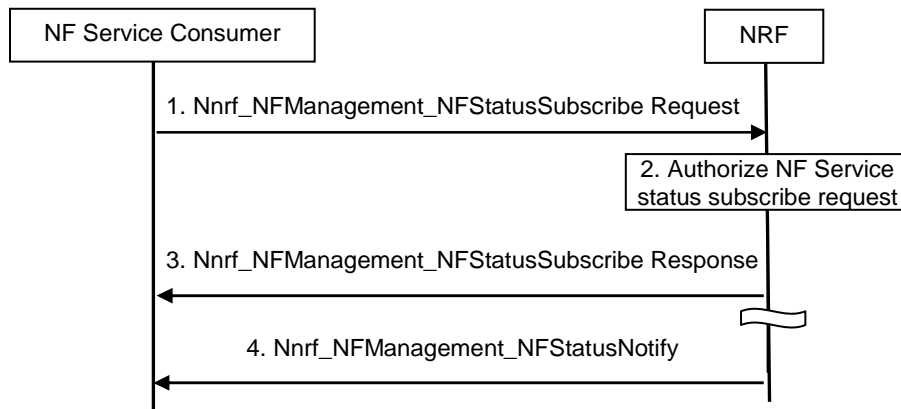 NF Service Consumer
NRF
1. Nnrf_NFManagement_NFStatusSubscribe Request
2. Authorize NF Service
status subscribe request
3. Nnrf_NFManagement_NFStatusSubscribe Response
4. Nnrf_NFManagement_NFStatusNotify